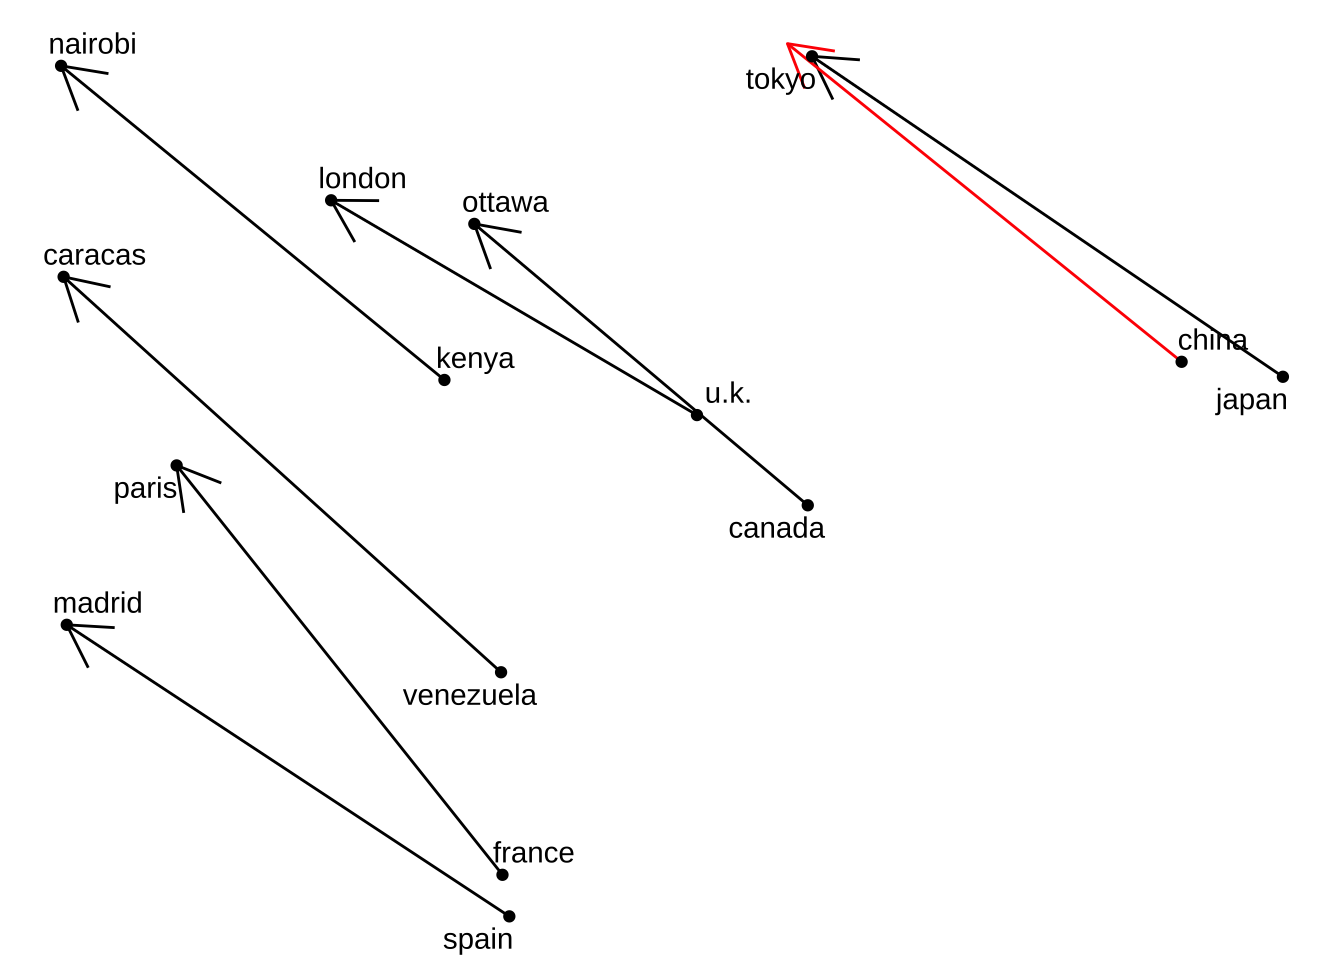 nairobi
tokyo
london
ottawa
caracas
china
kenya
u.k.
japan
paris
canada
madrid
venezuela
france
spain